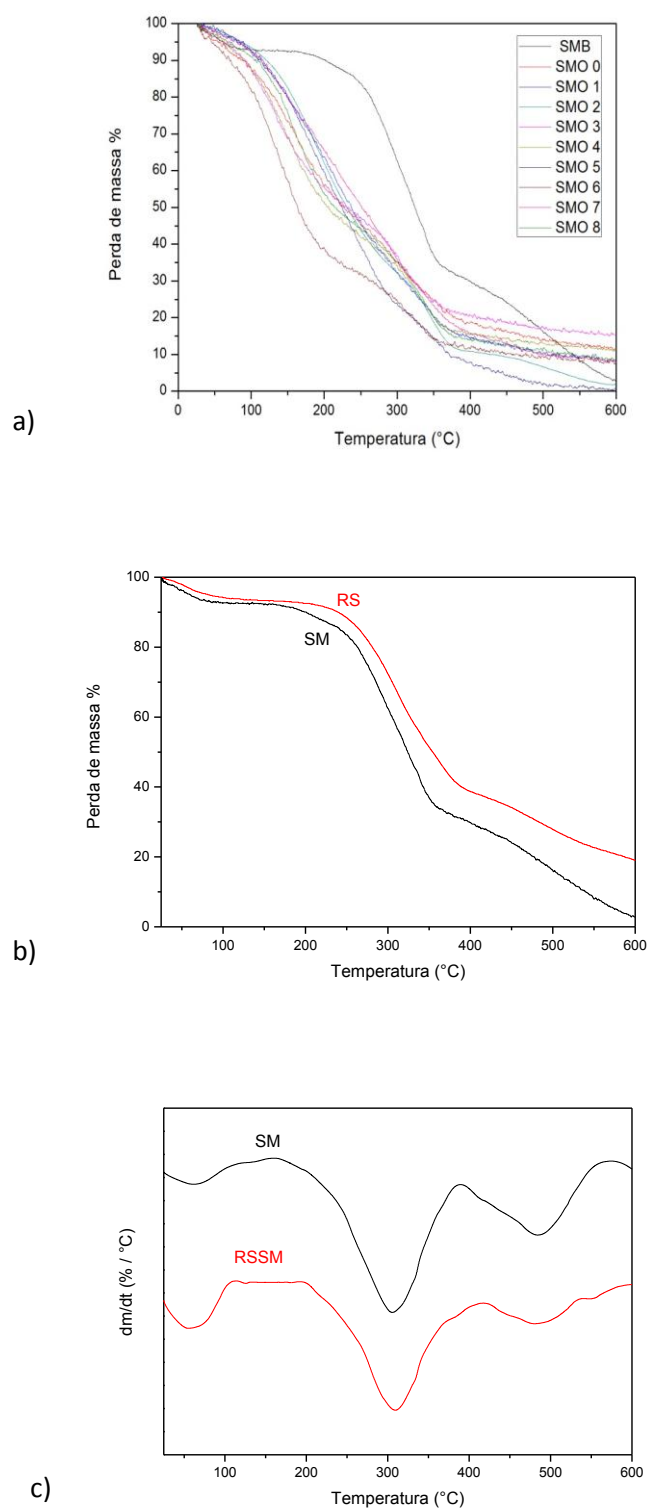 100
90
80
70
60
50
40
30
20
10
0
Perda de massa %
SMB
SMO 0
SMO 1
SMO 2
SMO 3
SMO 4
SMO 5
SMO 6
SMO 7
SMO 8
0 100 200 300 400 500 600
Temperatura (°C)
a)
100
80
60
40
20
0
Perda de massa %
RS
SM
100 200 300 400 500 600
Temperatura (°C)
b)
SM
RSSM
dm/dt (% / °C)
100 200 300 400 500 600
Temperatura (°C)
c)